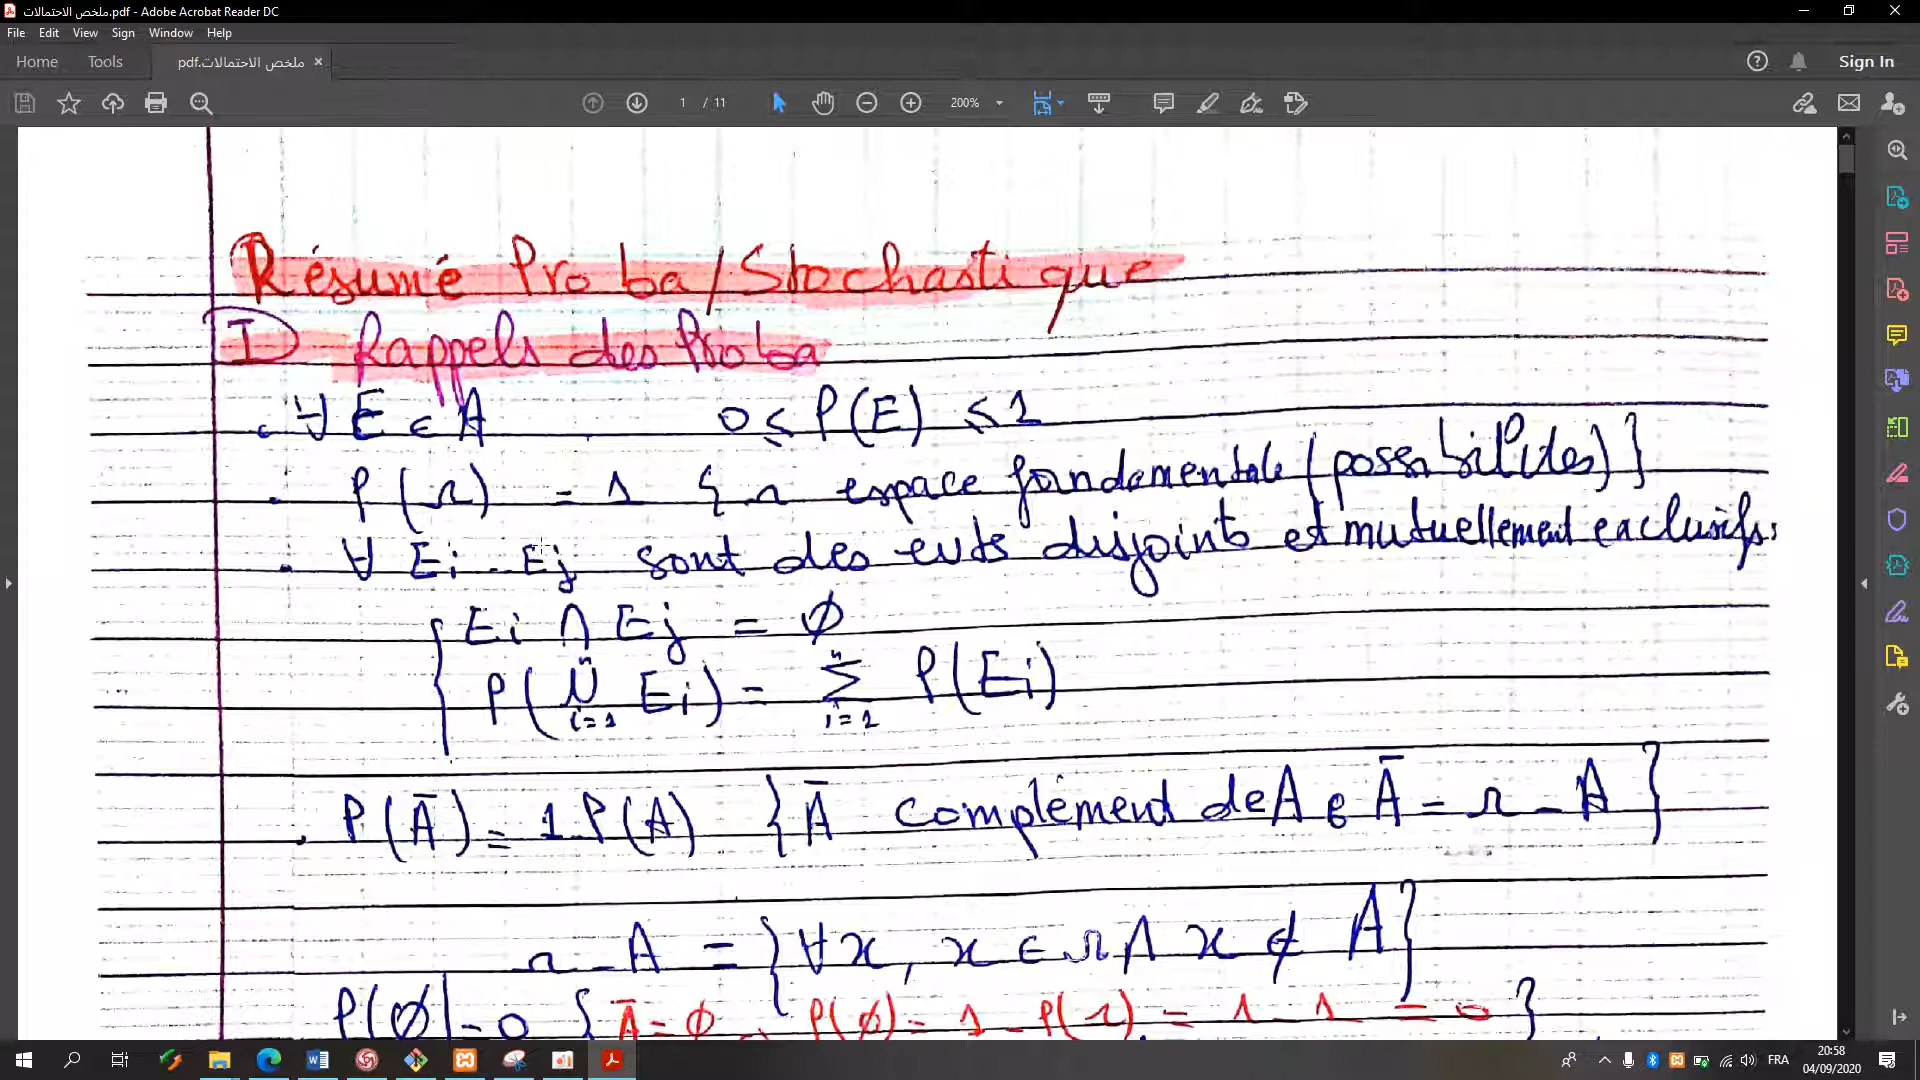 ملخص الاحتمالات.pdf - Adobe Acrobat Reader DC
File Edit View Sign Window Help
Home Tools ملخص الاحتمالات.pdf ×
Sign In
1 / 11 200%
Résumé Proba/Stochastique
I Rappels des Proba
. ∀ E ⊂ A 0 ≤ P(E) ≤ 1
. P(Ω) = 1 { Ω espace fondamentale (possibilités) }
. ∀ Ei .. Ej sont des evts disjoints et mutuellement exclusifs
Ei ∩ Ej = ∅
P(⋃ⁿᵢ₌₁ Ei) = ∑ⁿᵢ₌₁ P(Ei)
. P(Ā) = 1 - P(A) { Ā complément de A e Ā = Ω - A }
Ω - A = { ∀x, x ∈ Ω ∧ x ∉ A }
P(∅) = 0 { Ā = ∅ , P(∅) = 1 - P(Ω) = 1 - 1 = 0 }
FRA
20:58
04/09/2020